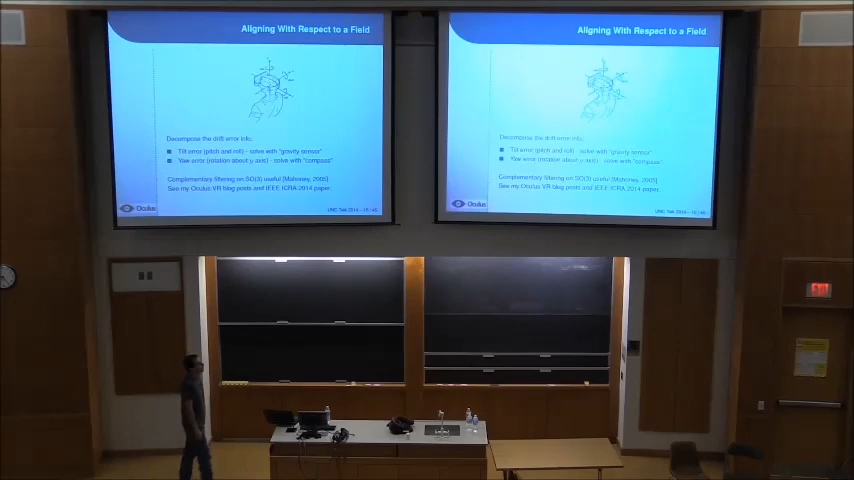 Aligning With Respect to a Field
Decompose the drift error into:
Tilt error (pitch and roll) - solve with "gravity sensor"
Yaw error (rotation about y axis) - solve with "compass"
Complementary filtering on SO(3) useful [Mahoney, 2005]
See my Oculus VR blog posts and IEEE ICRA 2014 paper.
Oculus
Aligning With Respect to a Field
Decompose the drift error into:
Tilt error (pitch and roll) - solve with "gravity sensor"
Yaw error (rotation about y axis) - solve with "compass"
Complementary filtering on SO(3) useful [Mahoney, 2005]
See my Oculus VR blog posts and IEEE ICRA 2014 paper.
Oculus